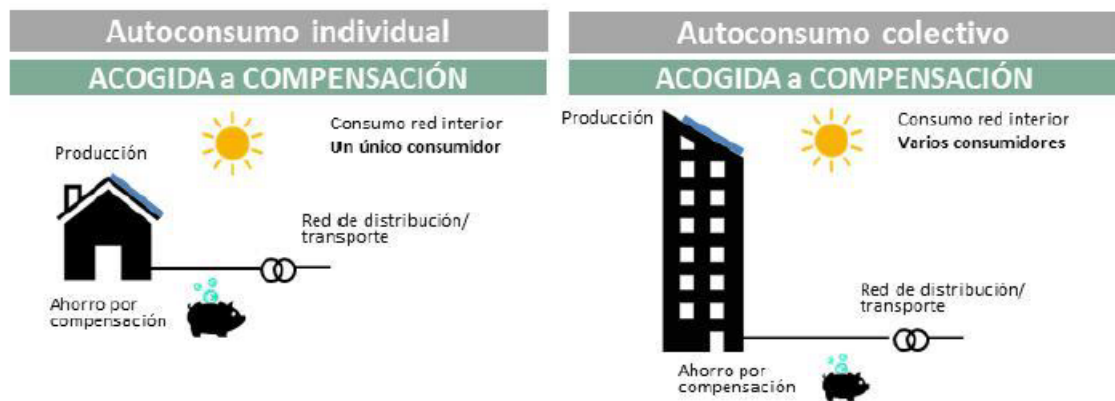 Autoconsumo individual
ACOGIDA a COMPENSACIÓN
Consumo red interior
Un único consumidor
Producción
Red de distribución/
transporte
Ahorro por
compensación
Autoconsumo colectivo
ACOGIDA a COMPENSACIÓN
Producción
Consumo red interior
Varios consumidores
Red de distribución/
transporte
Ahorro por
compensación